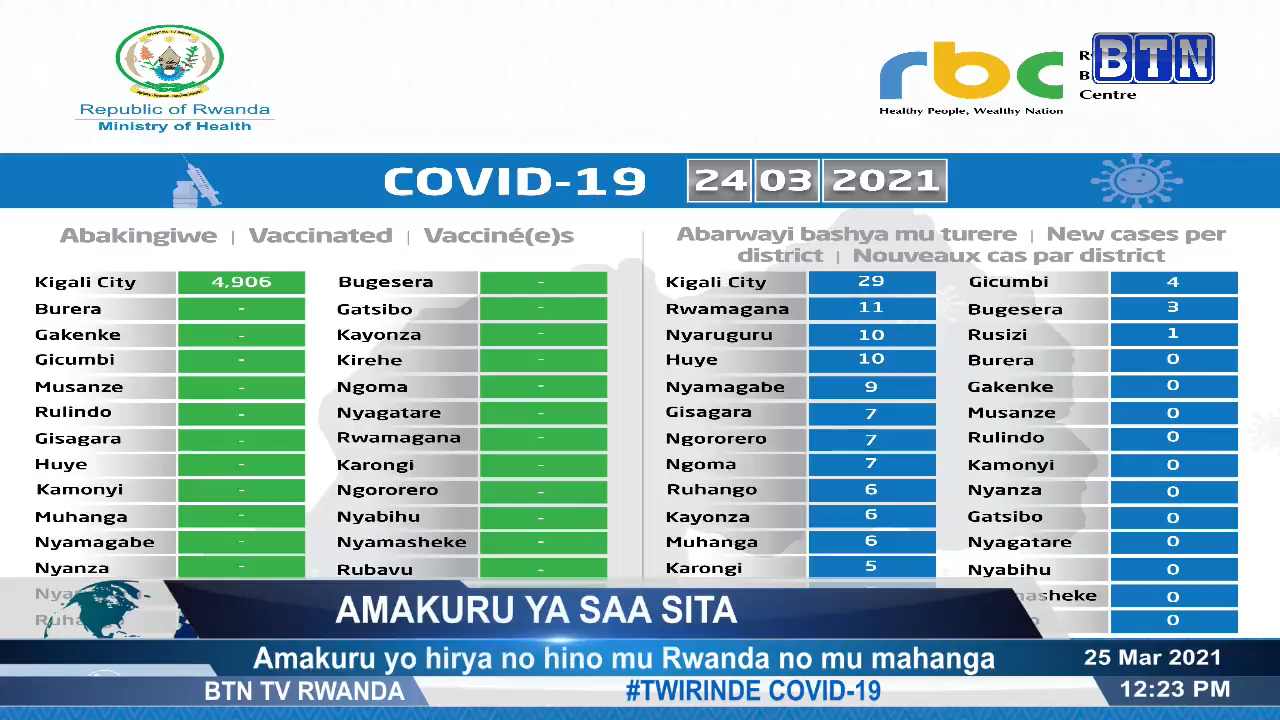 Republic of Rwanda
Ministry of Health
rbc
Healthy People, Wealthy Nation
BTN
Centre
COVID-19 24 03 2021
Abakingiwe | Vaccinated | Vacciné(e)s
Kigali City 4,906
Burera -
Gakenke -
Gicumbi -
Musanze -
Rulindo -
Gisagara -
Huye -
Kamonyi -
Muhanga -
Nyamagabe -
Nyanza -
Bugesera -
Gatsibo -
Kayonza -
Kirehe -
Ngoma -
Nyagatare -
Rwamagana -
Karongi -
Ngororero -
Nyabihu -
Nyamasheke -
Rubavu -
Abarwayi bashya mu turere | New cases per
district | Nouveaux cas par district
Kigali City 29
Rwamagana 11
Nyaruguru 10
Huye 10
Nyamagabe 9
Gisagara 7
Ngororero 7
Ngoma 7
Ruhango 6
Kayonza 6
Muhanga 6
Karongi 5
Gicumbi 4
Bugesera 3
Rusizi 1
Burera 0
Gakenke 0
Musanze 0
Rulindo 0
Kamonyi 0
Nyanza 0
Gatsibo 0
Nyagatare 0
Nyabihu 0
masheke 0
0
AMAKURU YA SAA SITA
Amakuru yo hirya no hino mu Rwanda no mu mahanga
25 Mar 2021
BTN TV RWANDA
#TWIRINDE COVID-19
12:23 PM